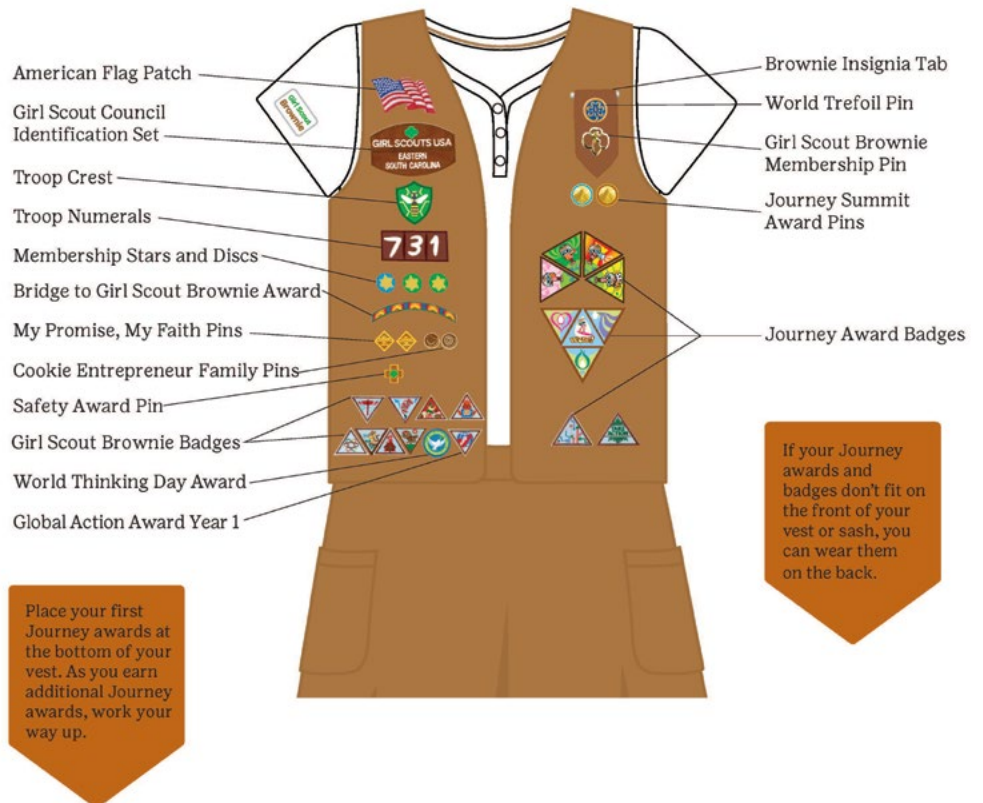 American Flag Patch
Girl Scout Council
Identification Set
Troop Crest
Troop Numerals
Membership Stars and Discs
Bridge to Girl Scout Brownie Award
My Promise, My Faith Pins
Cookie Entrepreneur Family Pins
Safety Award Pin
Girl Scout Brownie Badges
World Thinking Day Award
Global Action Award Year 1
Girl Scout
Brownie
GIRL SCOUTS USA
EASTERN
SOUTH CAROLINA
731
Brownie Insignia Tab
World Trefoil Pin
Girl Scout Brownie
Membership Pin
Journey Summit
Award Pins
Journey Award Badges
If your Journey
awards and
badges don't fit on
the front of your
vest or sash, you
can wear them
on the back.
Place your first
Journey awards at
the bottom of your
vest. As you earn
additional Journey
awards, work your
way up.